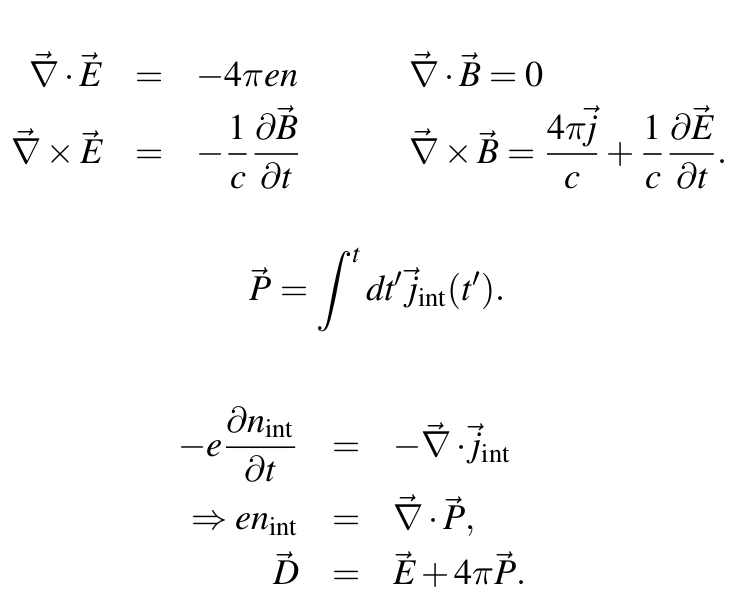 ∇⃗ · E⃗ = −4πen    ∇⃗ · B⃗ = 0
∇⃗ × E⃗ = −(1/c) ∂B⃗/∂t    ∇⃗ × B⃗ = 4πj⃗/c + (1/c) ∂E⃗/∂t.
P⃗ = ∫^t dt′ j⃗_int(t′).
−e ∂n_int/∂t = −∇⃗ · j⃗_int
⇒ en_int = ∇⃗ · P⃗,
D⃗ = E⃗ + 4πP⃗.